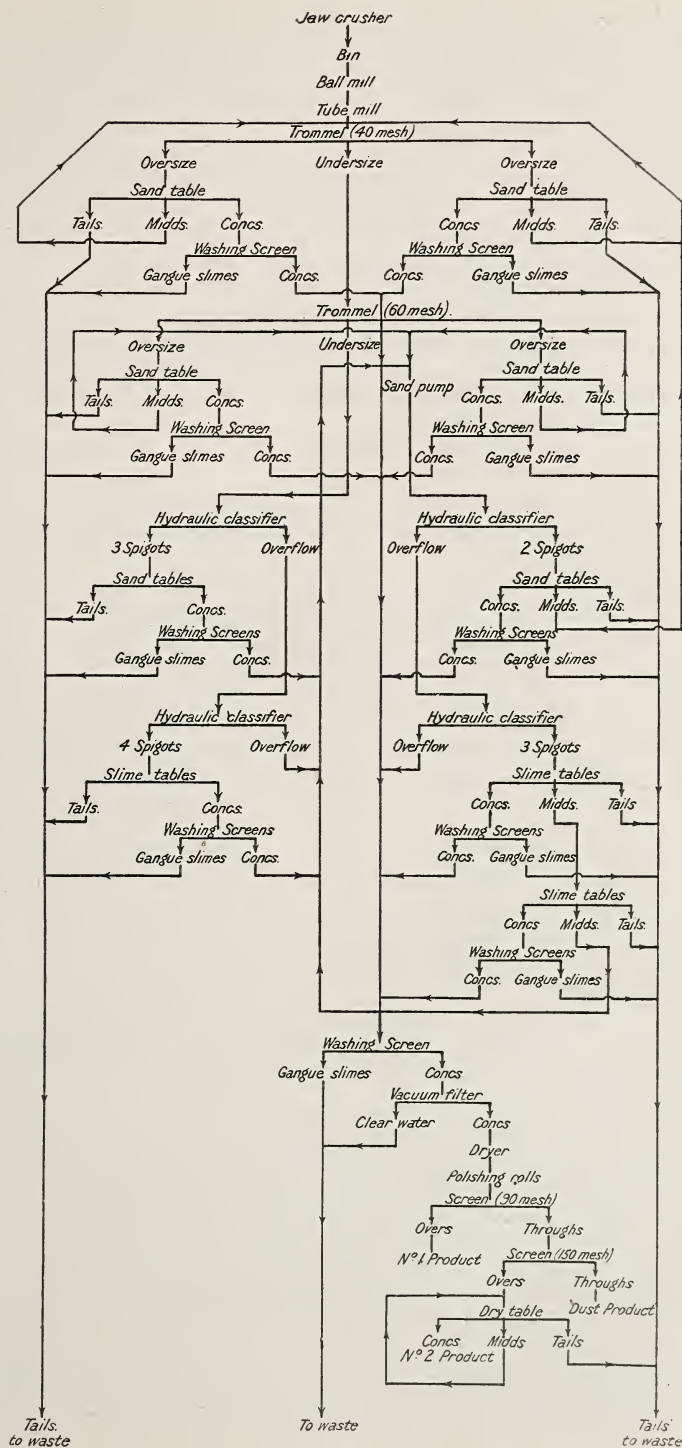 Jaw crusher
Bin
Ball mill
Tube mill
Trommel (40 mesh)
Oversize Undersize Oversize
Sand table Sand table
Tails. Midds. Concs. Concs Midds. Tails.
Washing Screen Washing Screen
Gangue slimes Concs. Concs. Gangue slimes
Trommel (60 mesh).
Oversize Undersize Oversize
Sand table Sand pump Sand table
Tails. Midds. Concs. Concs. Midds. Tails.
Washing Screen Washing Screen
Gangue slimes Concs. Concs. Gangue slimes
Hydraulic classifier Hydraulic classifier
3 Spigots Overflow Overflow 2 Spigots
Sand tables Sand tables
Tails. Concs. Concs. Midds. Tails.
Washing Screens Washing Screens
Gangue slimes Concs. Concs. Gangue slimes
Hydraulic classifier Hydraulic classifier
4 Spigots Overflow Overflow 3 Spigots
Slime tables Slime tables
Tails. Concs. Concs. Midds. Tails
Washing Screens Washing Screens
Gangue slimes Concs. Concs. Gangue slimes
Slime tables
Concs Midds. Tails.
Washing Screens
Concs. Gangue slimes
Washing Screen
Gangue slimes Concs
Vacuum filter
Clear water Concs
Dryer
Polishing rolls
Screen (90 mesh)
Overs Throughs
Nº 1 Product Screen (150 mesh)
Overs Throughs
Dry table Dust Product
Concs Midds Tails
Nº 2 Product
Tails. To waste Tails
to waste to waste